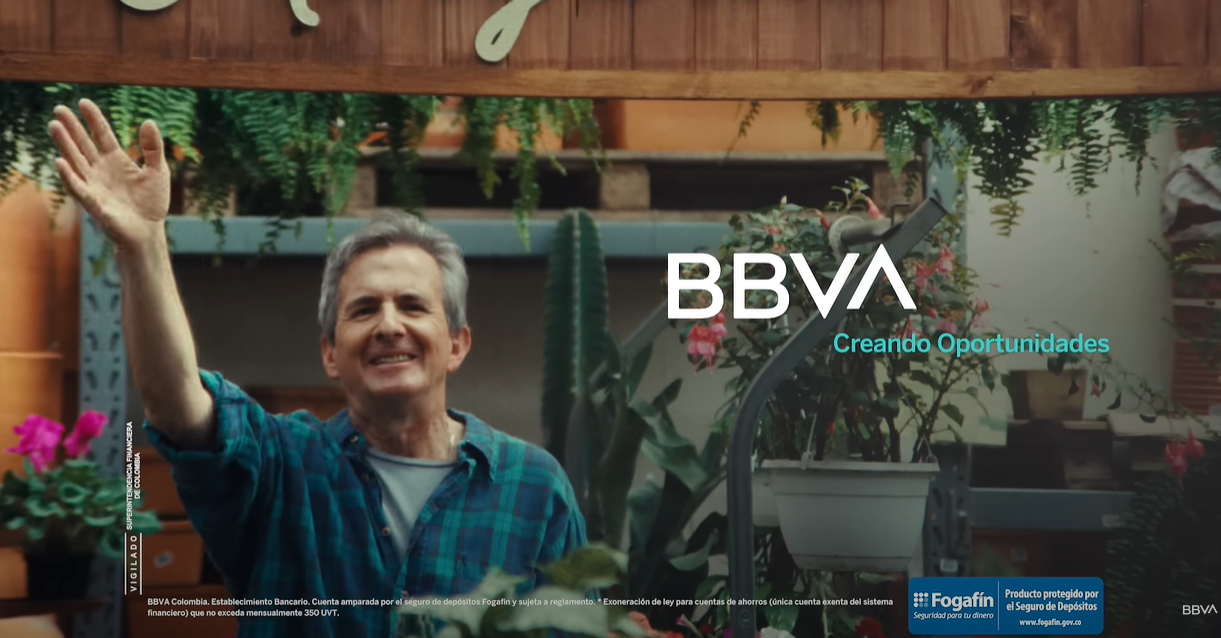 BBVA
Creando Oportunidades
SUPERINTENDENCIA FINANCIERA
DE COLOMBIA
VIGILADO
BBVA Colombia. Establecimiento Bancario. Cuenta amparada por el seguro de depósitos Fogafín y sujeta a reglamento. * Exoneración de ley para cuentas de ahorros (única cuenta exenta del sistema
financiero) que no exceda mensualmente 350 UVT.
Fogafín
Seguridad para tu dinero
Producto protegido por
el Seguro de Depósitos
www.fogafin.gov.co
BBVA